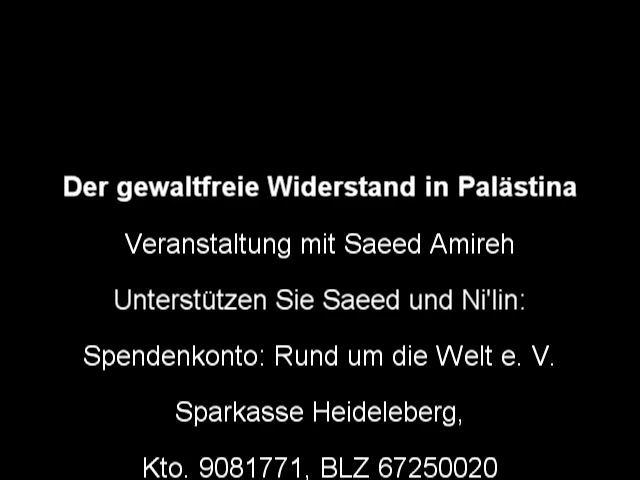 Der gewaltfreie Widerstand in Palästina
Veranstaltung mit Saeed Amireh
Unterstützen Sie Saeed und Ni'lin:
Spendenkonto: Rund um die Welt e. V.
Sparkasse Heideleberg,
Kto. 9081771, BLZ 67250020